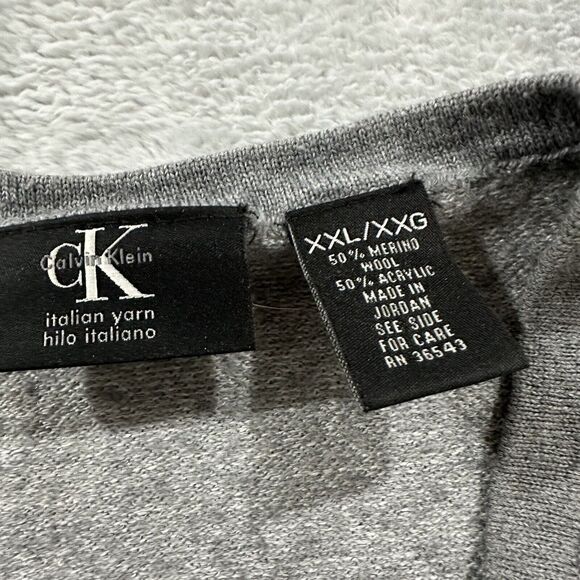 CK
Calvin Klein
italian yarn
hilo italiano
XXL/XXG
50% MERINO
WOOL
50% ACRYLIC
MADE IN
JORDAN
SEE SIDE
FOR CARE
RN 36543